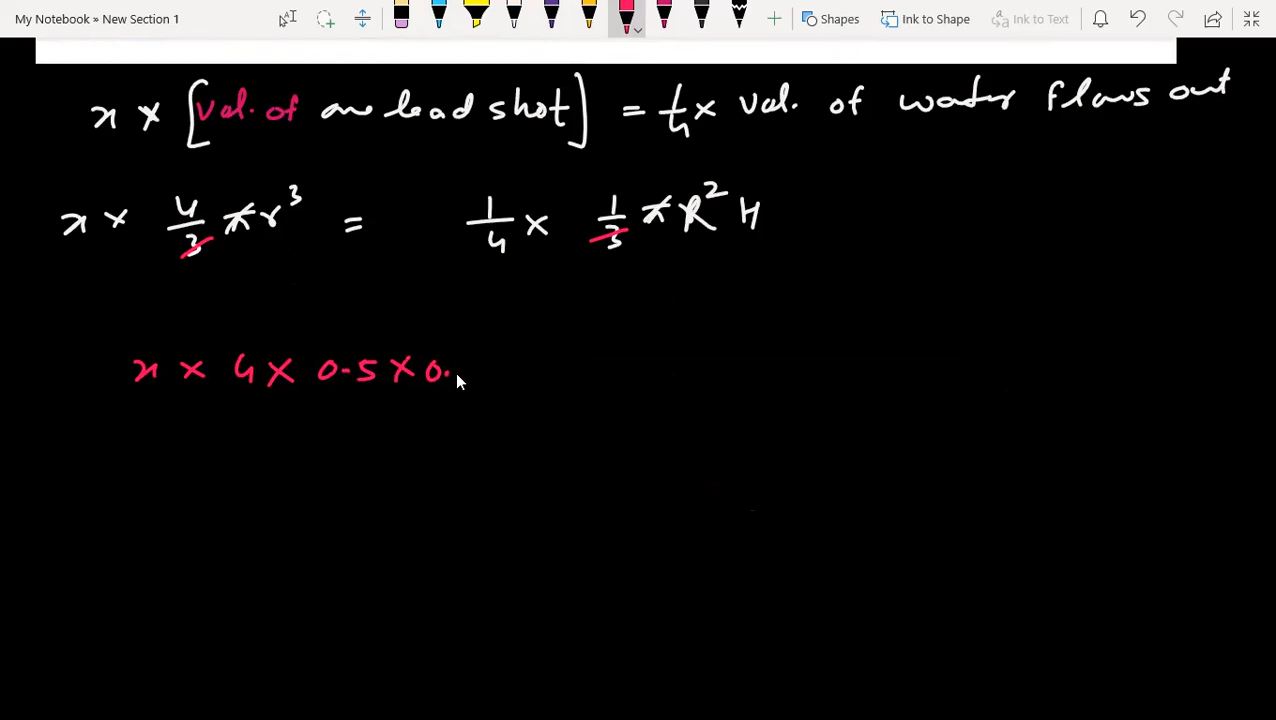 My Notebook » New Section 1 Shapes Ink to Shape Ink to Text
x × [Vol. of one lead shot] = 1/4 × Vol. of water flows out
x × 4/3 πr³ = 1/4 × 1/3 πR²H
x × 4 × 0.5 × 0.